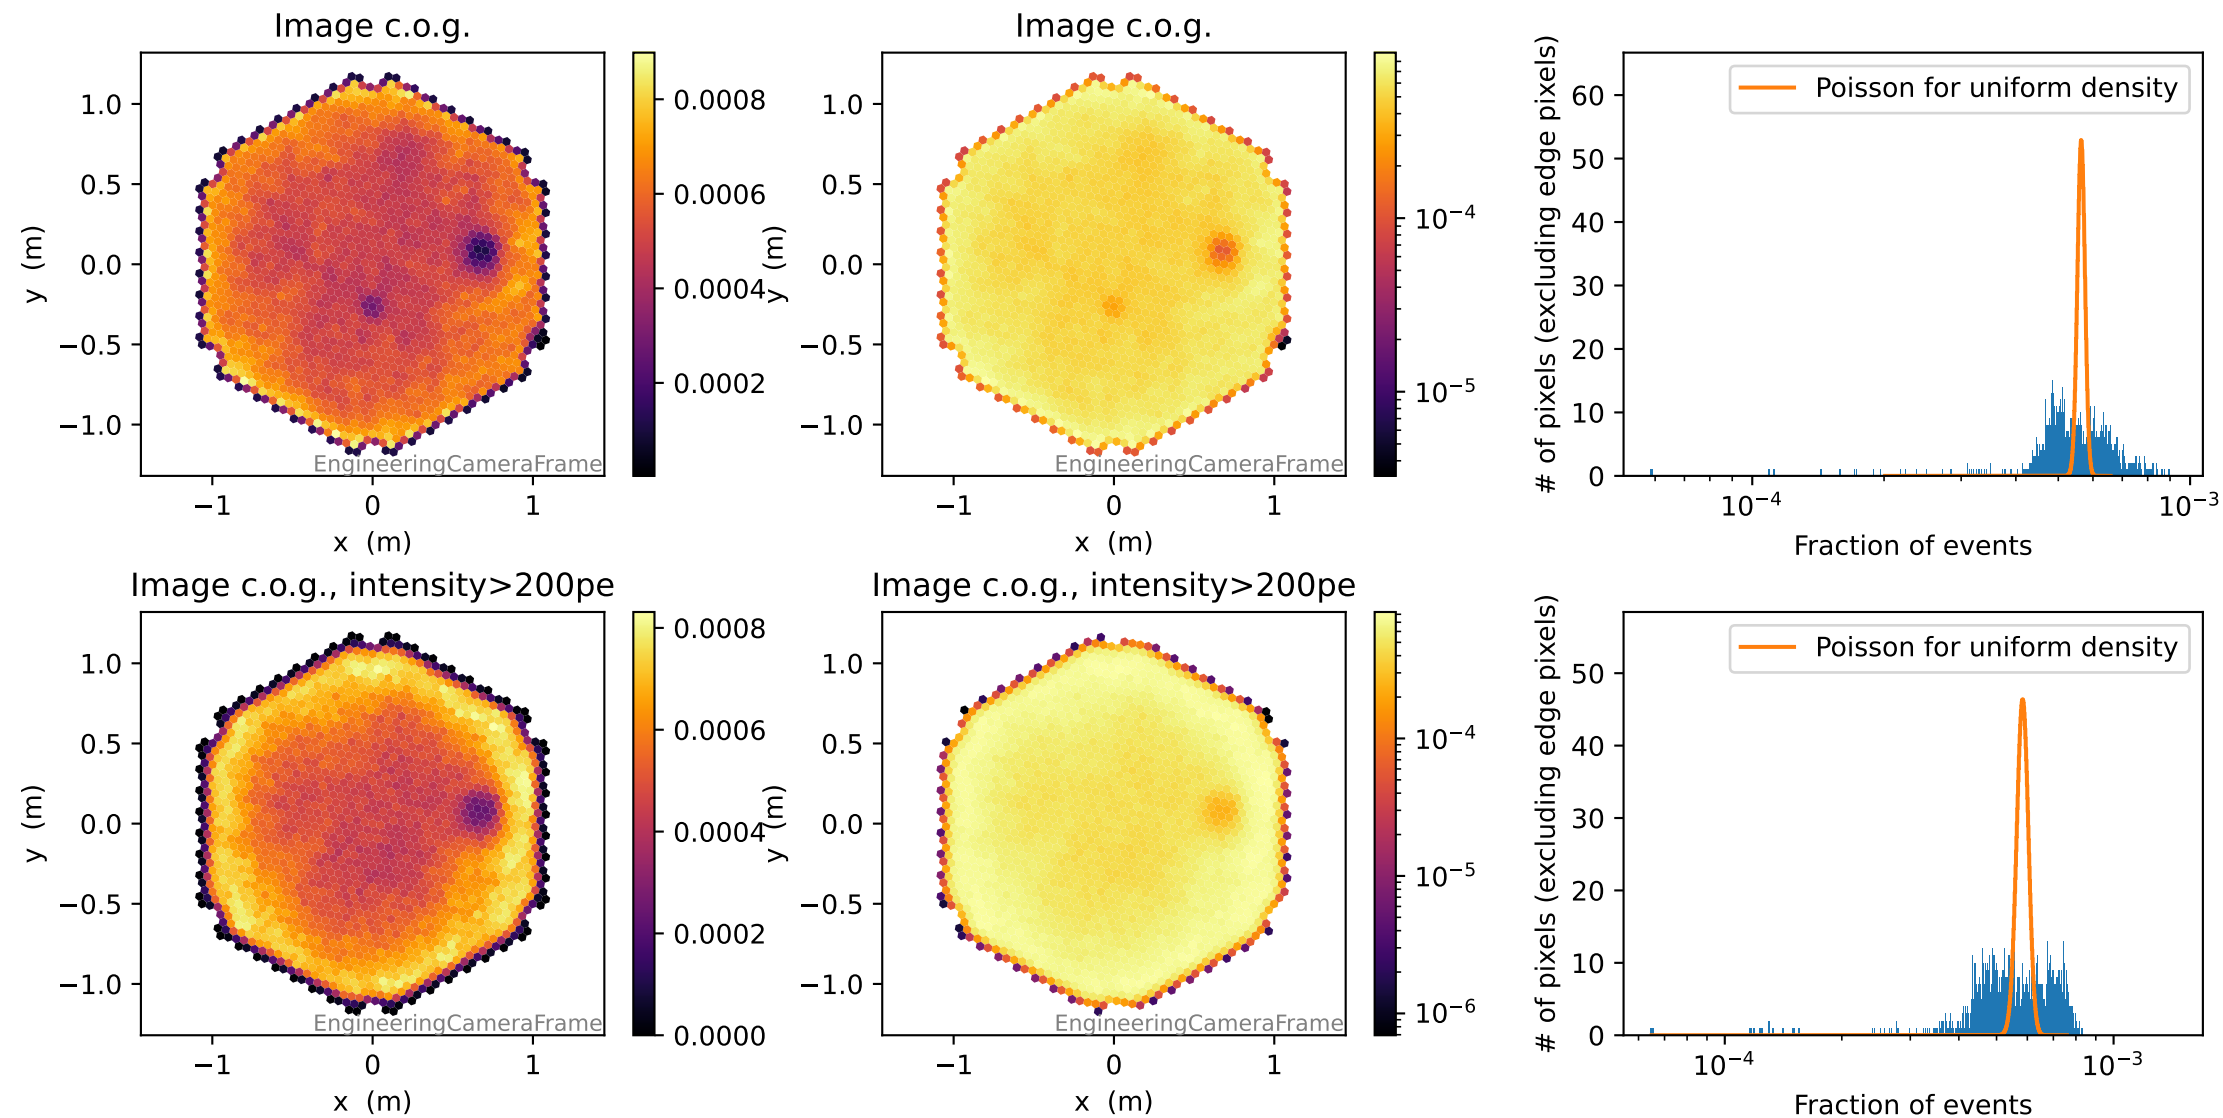 Image c.o.g.
Image c.o.g.
1.0
0.5
0.0
−0.5
−1.0
y (m)
−1
0
1
x (m)
EngineeringCameraFrame
0.0008
0.0006
0.0004
0.0002
1.0
0.5
0.0
−0.5
−1.0
y (m)
−1
0
1
x (m)
EngineeringCameraFrame
10⁻⁴
10⁻⁵
# of pixels (excluding edge pixels)
60
50
40
30
20
10
0
Poisson for uniform density
10⁻⁴
10⁻³
Fraction of events
Image c.o.g., intensity>200pe
Image c.o.g., intensity>200pe
1.0
0.5
0.0
−0.5
−1.0
y (m)
−1
0
1
x (m)
EngineeringCameraFrame
0.0008
0.0006
0.0004
0.0002
0.0000
1.0
0.5
0.0
−0.5
−1.0
y (m)
−1
0
1
x (m)
EngineeringCameraFrame
10⁻⁴
10⁻⁵
10⁻⁶
# of pixels (excluding edge pixels)
50
40
30
20
10
0
Poisson for uniform density
10⁻⁴
10⁻³
Fraction of events